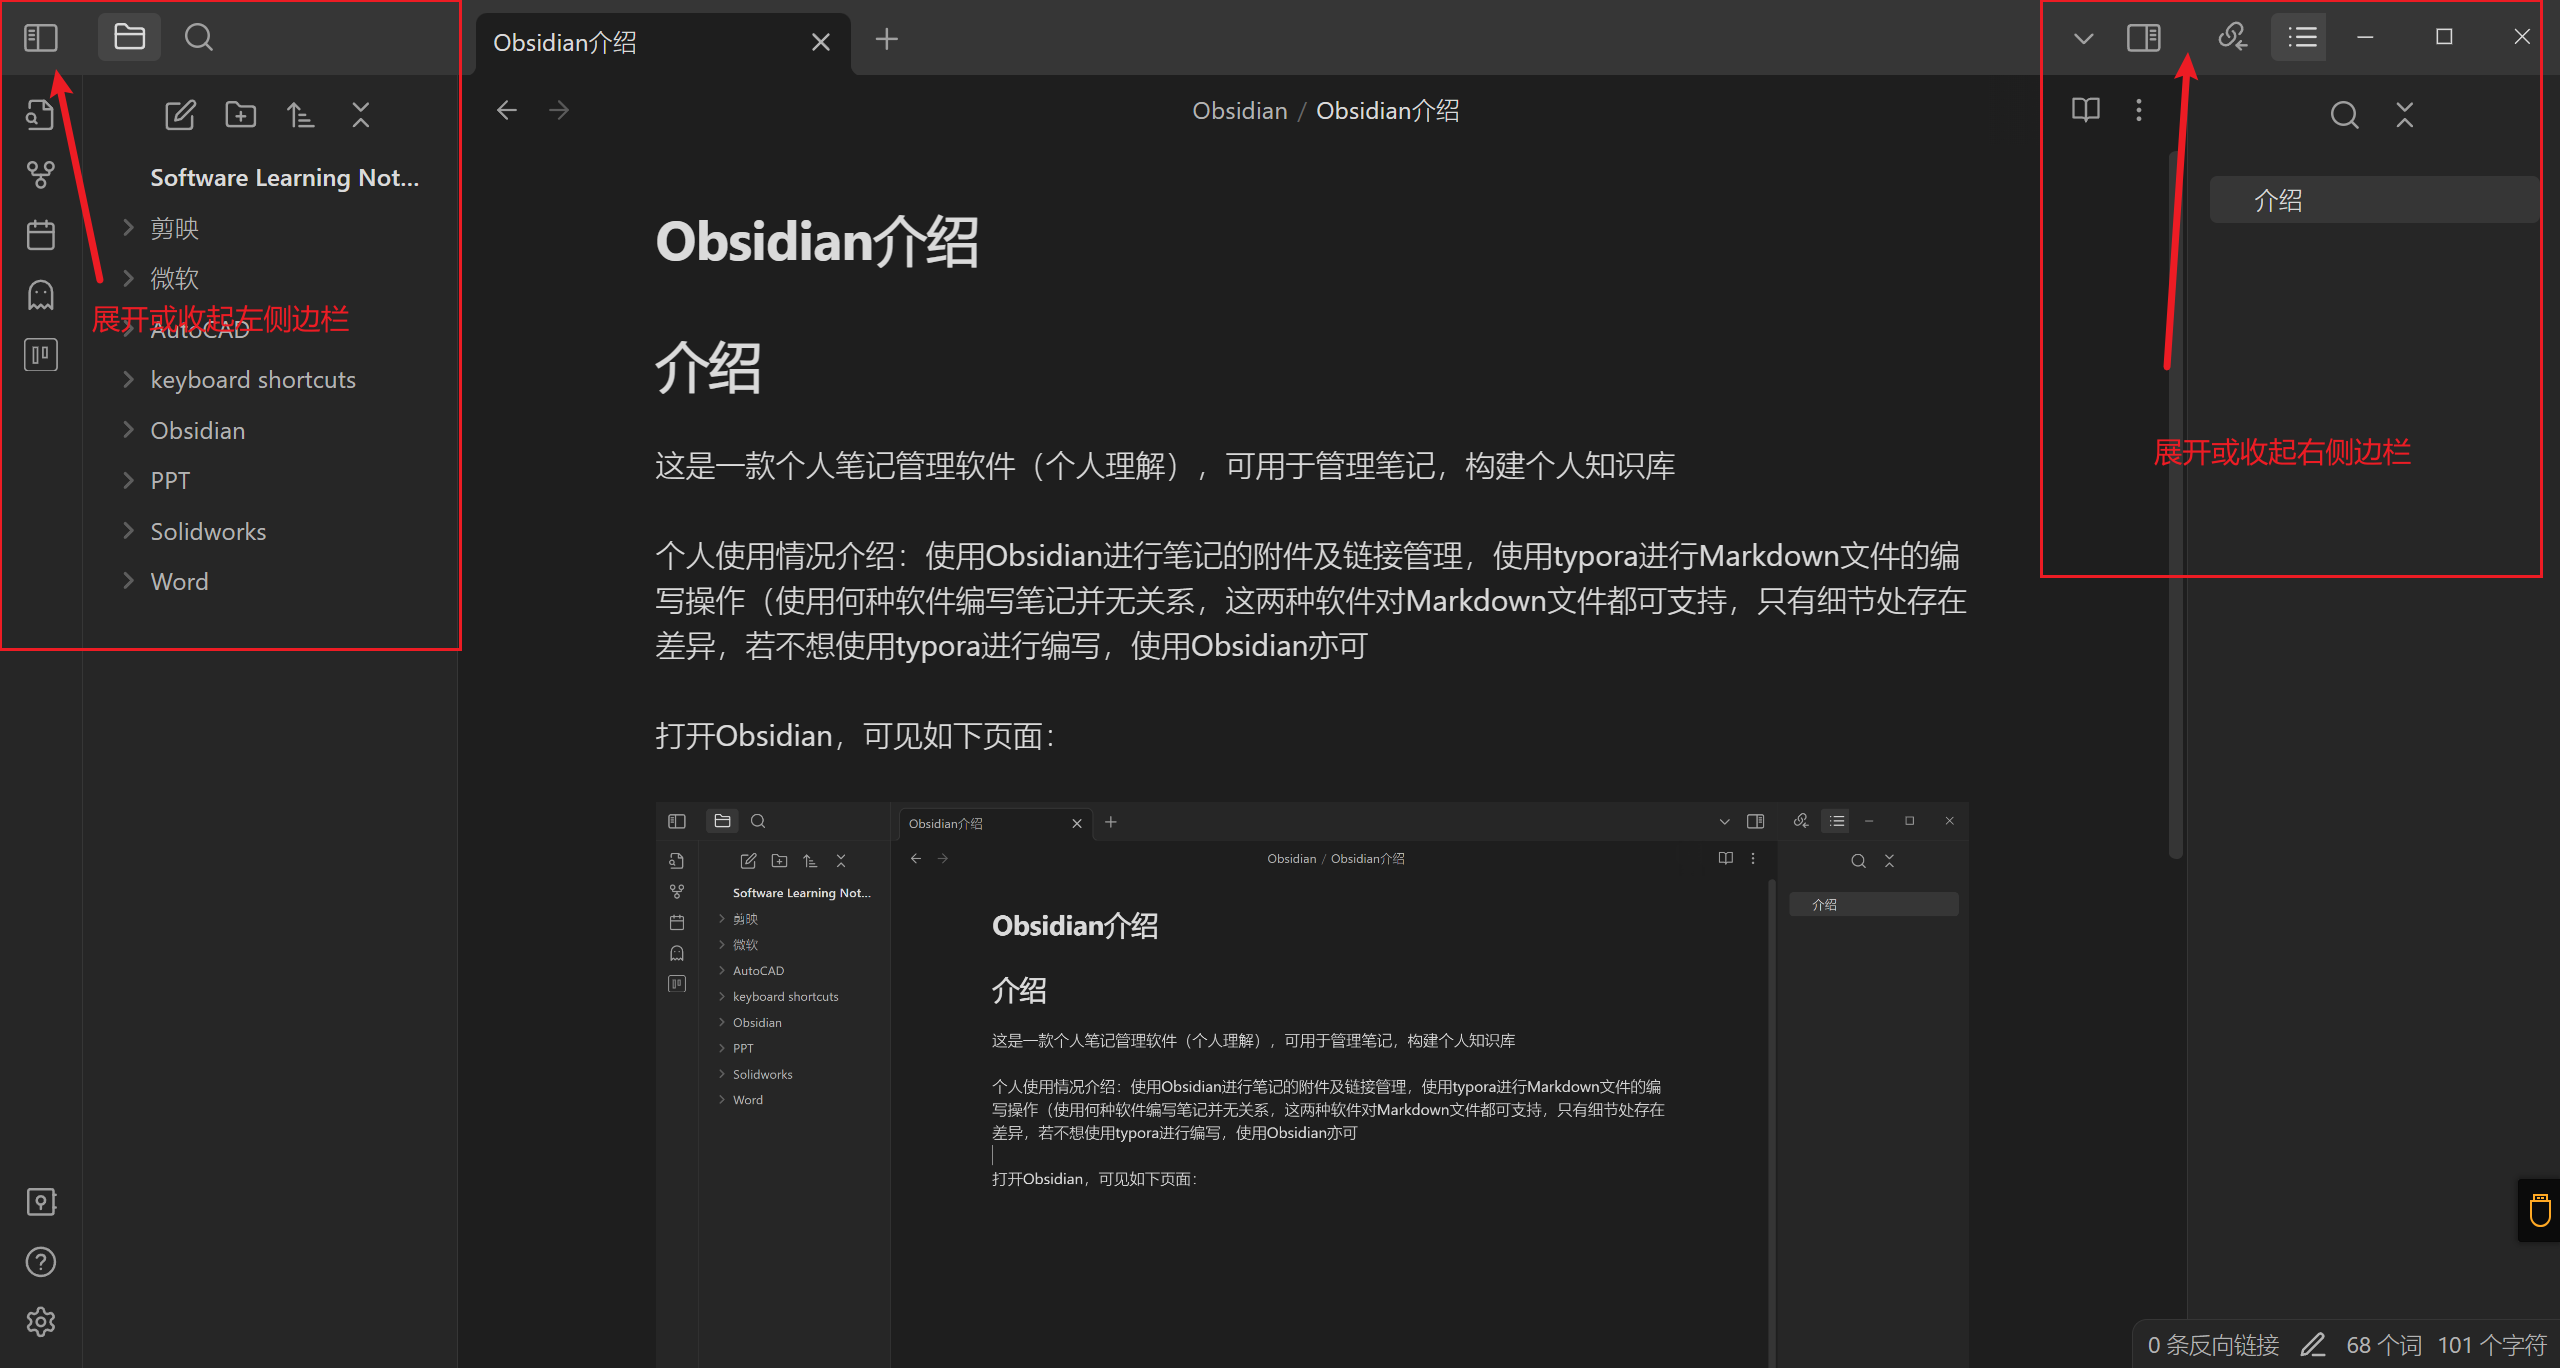 Obsidian介绍
Software Learning Not...
剪映
微软
展开或收起左侧边栏
AutoCAD
keyboard shortcuts
Obsidian
PPT
Solidworks
Word
Obsidian / Obsidian介绍
Obsidian介绍
介绍
这是一款个人笔记管理软件（个人理解），可用于管理笔记，构建个人知识库
个人使用情况介绍：使用Obsidian进行笔记的附件及链接管理，使用typora进行Markdown文件的编
写操作（使用何种软件编写笔记并无关系，这两种软件对Markdown文件都可支持，只有细节处存在
差异，若不想使用typora进行编写，使用Obsidian亦可
打开Obsidian，可见如下页面：
Obsidian介绍
Software Learning Not...
剪映
微软
AutoCAD
keyboard shortcuts
Obsidian
PPT
Solidworks
Word
Obsidian / Obsidian介绍
Obsidian介绍
介绍
这是一款个人笔记管理软件（个人理解），可用于管理笔记，构建个人知识库
个人使用情况介绍：使用Obsidian进行笔记的附件及链接管理，使用typora进行Markdown文件的编
写操作（使用何种软件编写笔记并无关系，这两种软件对Markdown文件都可支持，只有细节处存在
差异，若不想使用typora进行编写，使用Obsidian亦可
打开Obsidian，可见如下页面：
介绍
介绍
展开或收起右侧边栏
0 条反向链接 68 个词 101 个字符